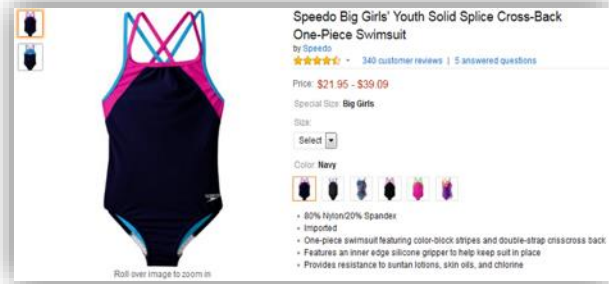 Speedo Big Girls' Youth Solid Splice Cross-Back
One-Piece Swimsuit
by Speedo
340 customer reviews | 5 answered questions
Price: $21.95 - $39.09
Special Size: Big Girls
Size:
Select
Color: Navy
• 80% Nylon/20% Spandex
• Imported
• One-piece swimsuit featuring color-block stripes and double-strap crisscross back
• Features an inner edge silicone gripper to help keep suit in place
• Provides resistance to suntan lotions, skin oils, and chlorine
Roll over image to zoom in